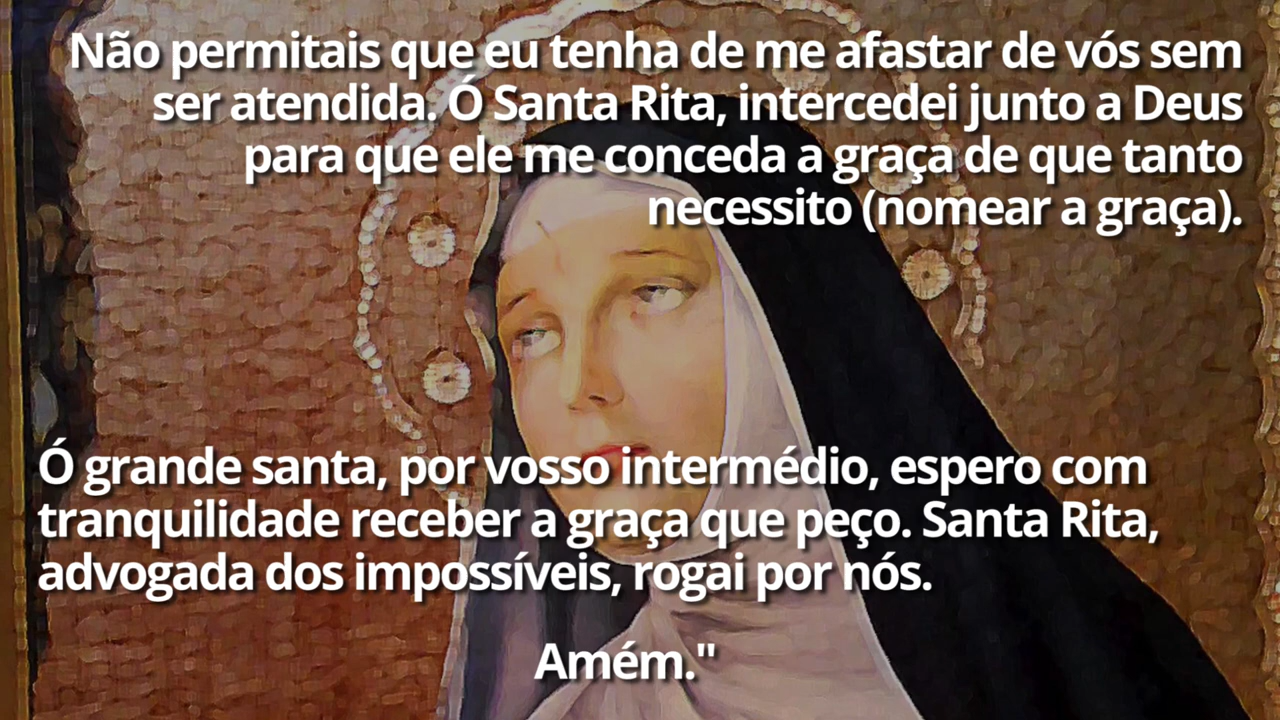 Não permitais que eu tenha de me afastar de vós sem
ser atendida. Ó Santa Rita, intercedei junto a Deus
para que ele me conceda a graça de que tanto
necessito (nomear a graça).
Ó grande santa, por vosso intermédio, espero com
tranquilidade receber a graça que peço. Santa Rita,
advogada dos impossíveis, rogai por nós.
Amém."